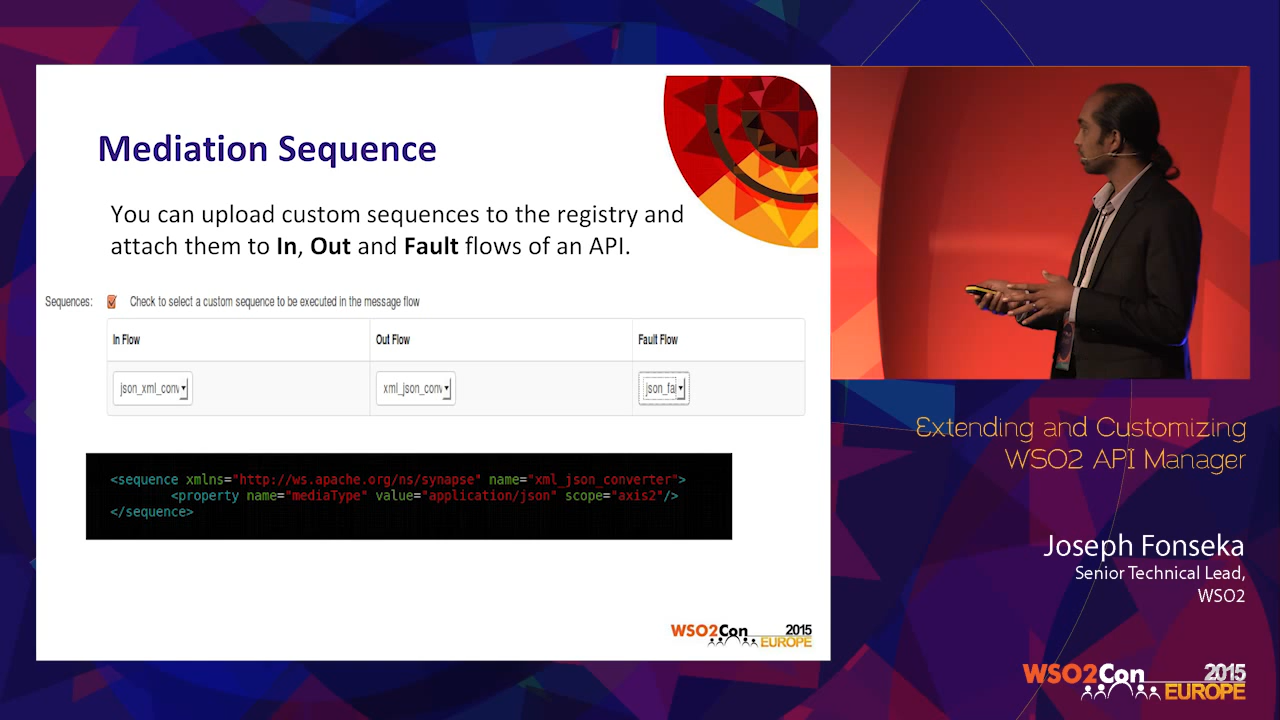 Mediation Sequence
You can upload custom sequences to the registry and
attach them to In, Out and Fault flows of an API.
Sequences: Check to select a custom sequence to be executed in the message flow
In Flow Out Flow Fault Flow
json_xml_conv xml_json_conv json_fa
<sequence xmlns="http://ws.apache.org/ns/synapse" name="xml_json_converter">
<property name="mediaType" value="application/json" scope="axis2"/>
</sequence>
WSO2Con 2015
EUROPE
Extending and Customizing
WSO2 API Manager
Joseph Fonseka
Senior Technical Lead,
WSO2
WSO2Con 2015
EUROPE